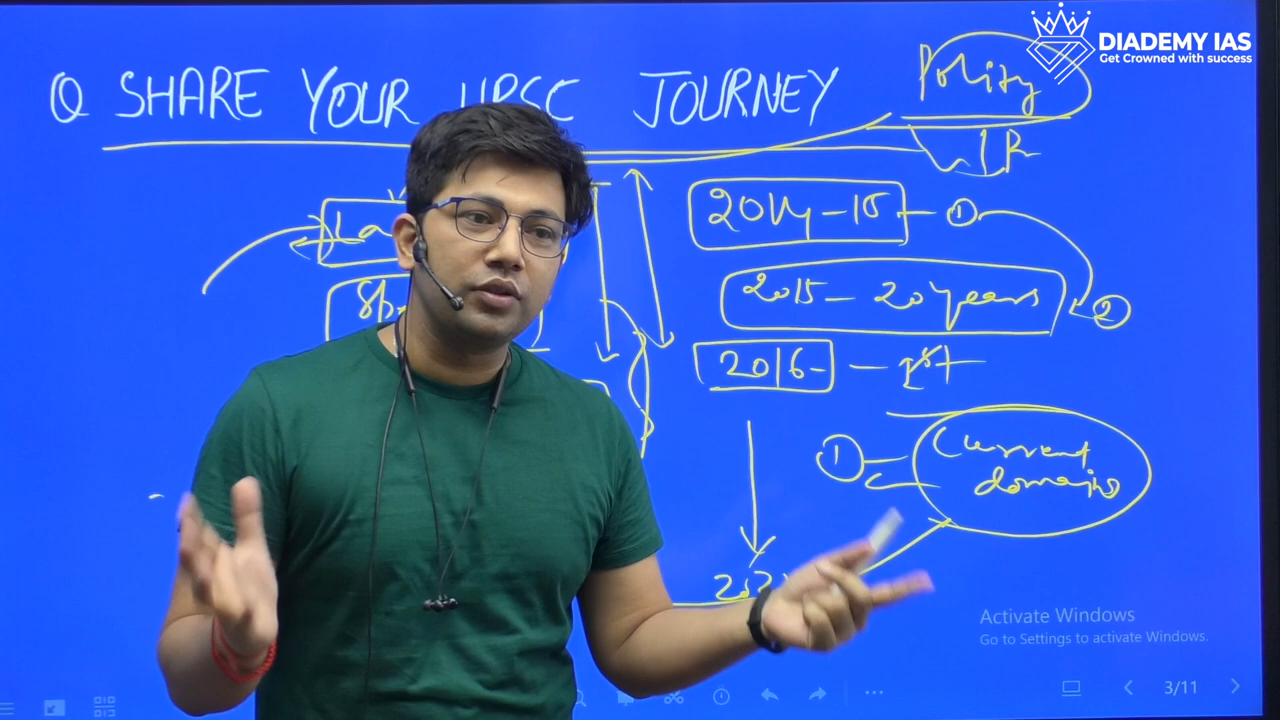 DIADEMY IAS
Get Crowned with success
Q SHARE YOUR UPSC JOURNEY
Polity
IR
2014-15 - ①
2015 - 20 years ②
2016 -
①
Current
domains
Activate Windows
Go to Settings to activate Windows.
3/11